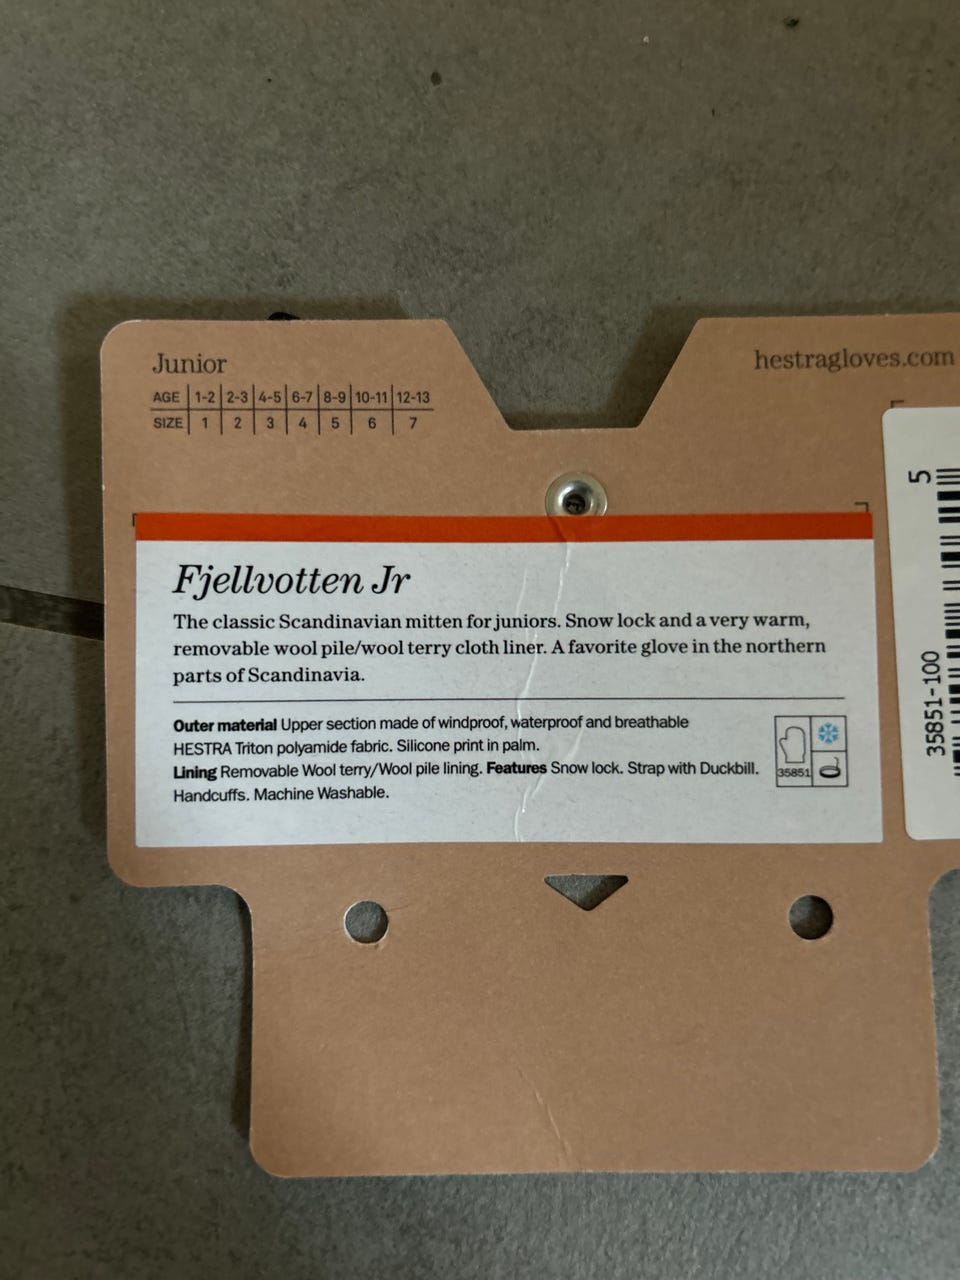 Junior
AGE 1-2 2-3 4-5 6-7 8-9 10-11 12-13
SIZE 1 2 3 4 5 6 7
hestragloves.com
Fjellvotten Jr
The classic Scandinavian mitten for juniors. Snow lock and a very warm,
removable wool pile/wool terry cloth liner. A favorite glove in the northern
parts of Scandinavia.
Outer material Upper section made of windproof, waterproof and breathable
HESTRA Triton polyamide fabric. Silicone print in palm.
Lining Removable Wool terry/Wool pile lining. Features Snow lock. Strap with Duckbill.
Handcuffs. Machine Washable.
35851
5
35851-100